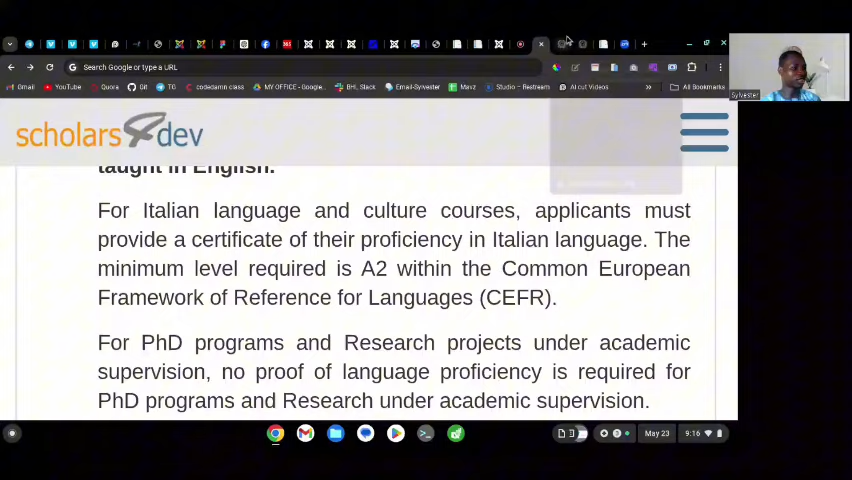 Search Google or type a URL
Gmail
YouTube
Quora
Git
TG
codedamn class
MY OFFICE - Google...
BHL Slack
Email-Sylvester
Mavz
Studio – Restream
AI cut Videos
»
All Bookmarks
Sylvester
scholars4dev
taught in English.
For Italian language and culture courses, applicants must
provide a certificate of their proficiency in Italian language. The
minimum level required is A2 within the Common European
Framework of Reference for Languages (CEFR).
For PhD programs and Research projects under academic
supervision, no proof of language proficiency is required for
PhD programs and Research under academic supervision.
May 23
9:16